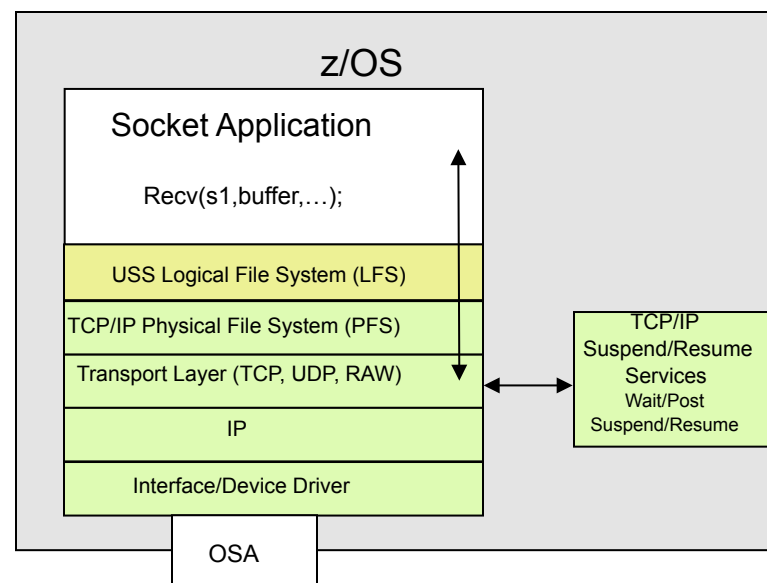 z/OS
Socket Application
Recv(s1,buffer,…);
USS Logical File System (LFS)
TCP/IP Physical File System (PFS)
Transport Layer (TCP, UDP, RAW)
IP
Interface/Device Driver
OSA
TCP/IP
Suspend/Resume
Services
Wait/Post
Suspend/Resume